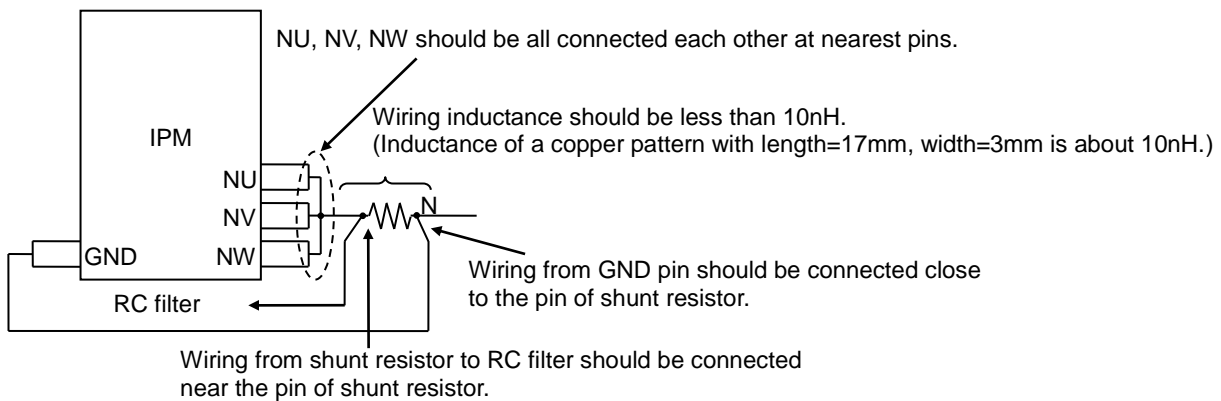 NU, NV, NW should be all connected each other at nearest pins.
Wiring inductance should be less than 10nH.
(Inductance of a copper pattern with length=17mm, width=3mm is about 10nH.)
IPM
NU
NV
N
GND
NW
Wiring from GND pin should be connected close
to the pin of shunt resistor.
RC filter
Wiring from shunt resistor to RC filter should be connected
near the pin of shunt resistor.